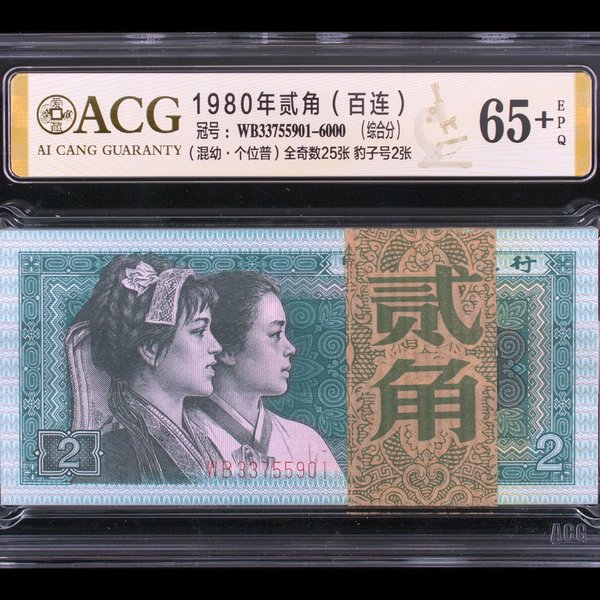 ACG
AI CANG GUARANTY
1980年贰角（百连）
冠号：WB33755901-6000（综合分）
（混幼·个位普）全奇数25张 豹子号2张
65+
EPQ
行
贰角
2
WB33755901
2
ACG